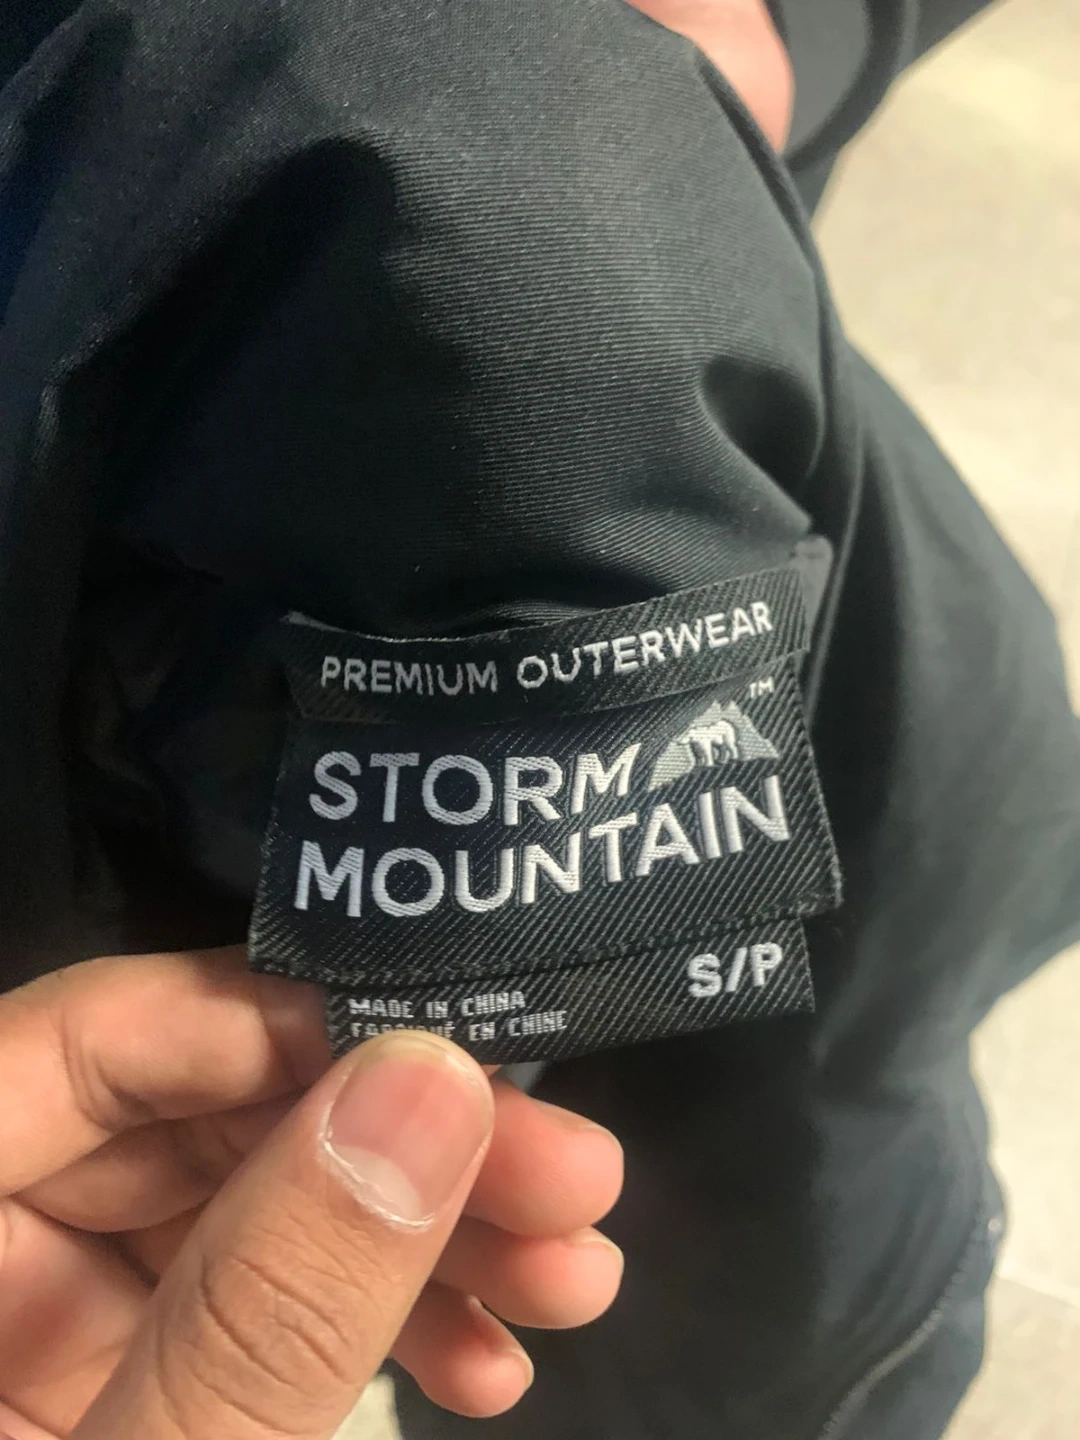 PREMIUM OUTERWEAR
TM
STORM
MOUNTAIN
S/P
MADE IN CHINA
FABRIQUÉ EN CHINE